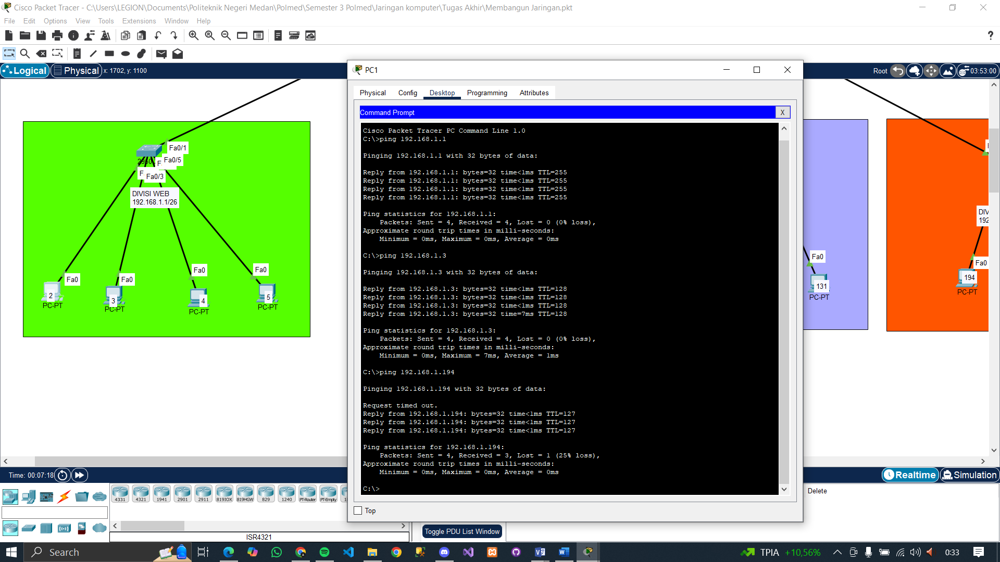 Cisco Packet Tracer - C:\Users\LEGION\Documents\Politeknik Negeri Medan\Polmed\Semester 3 Polmed\Jaringan komputer\Tugas Akhir\Membangun Jaringan.pkt
File Edit Options View Tools Extensions Window Help
Logical Physical x: 1702, y: 1100
Root 03:53:00
Fa0/1
Fa0/5
F
F
Fa0/3
DIVISI WEB
192.168.1.1/26
Fa0
Fa0
Fa0
Fa0
2
PC-PT
3
PC-PT
4
PC-PT
5
PC-PT
PC1
Physical Config Desktop Programming Attributes
Command Prompt X
Cisco Packet Tracer PC Command Line 1.0
C:\>ping 192.168.1.1
Pinging 192.168.1.1 with 32 bytes of data:
Reply from 192.168.1.1: bytes=32 time<1ms TTL=255
Reply from 192.168.1.1: bytes=32 time<1ms TTL=255
Reply from 192.168.1.1: bytes=32 time<1ms TTL=255
Reply from 192.168.1.1: bytes=32 time<1ms TTL=255
Ping statistics for 192.168.1.1:
Packets: Sent = 4, Received = 4, Lost = 0 (0% loss),
Approximate round trip times in milli-seconds:
Minimum = 0ms, Maximum = 0ms, Average = 0ms
C:\>ping 192.168.1.3
Pinging 192.168.1.3 with 32 bytes of data:
Reply from 192.168.1.3: bytes=32 time<1ms TTL=128
Reply from 192.168.1.3: bytes=32 time<1ms TTL=128
Reply from 192.168.1.3: bytes=32 time<1ms TTL=128
Reply from 192.168.1.3: bytes=32 time=7ms TTL=128
Ping statistics for 192.168.1.3:
Packets: Sent = 4, Received = 4, Lost = 0 (0% loss),
Approximate round trip times in milli-seconds:
Minimum = 0ms, Maximum = 7ms, Average = 1ms
C:\>ping 192.168.1.194
Pinging 192.168.1.194 with 32 bytes of data:
Request timed out.
Reply from 192.168.1.194: bytes=32 time<1ms TTL=127
Reply from 192.168.1.194: bytes=32 time<1ms TTL=127
Reply from 192.168.1.194: bytes=32 time<1ms TTL=127
Ping statistics for 192.168.1.194:
Packets: Sent = 4, Received = 3, Lost = 1 (25% loss),
Approximate round trip times in milli-seconds:
Minimum = 0ms, Maximum = 0ms, Average = 0ms
C:\>
Top
Fa0
131
PC-PT
DIV
192
Fa0
194
PC-PT
Time: 00:07:18
Realtime Simulation
4331 4321 1941 2901 2911 819IOX 819HGW 829 1240 PT-Router PT-Empty
ISR4321
Toggle PDU List Window
Delete
Search
TPIA +10,56%
0:33